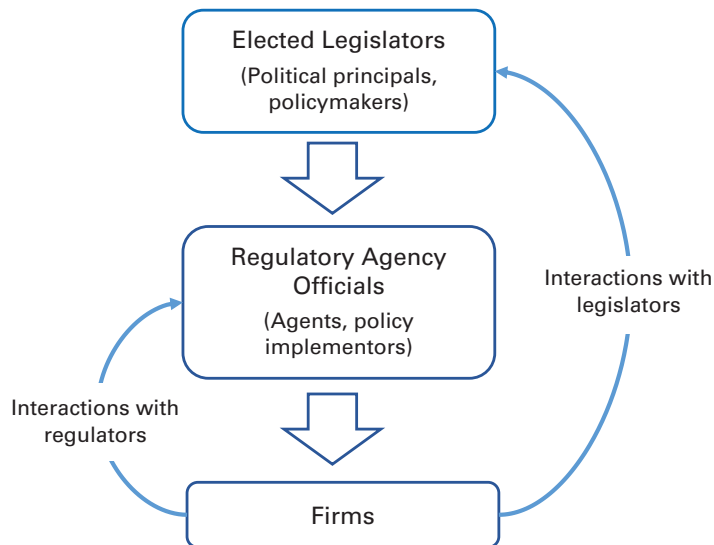 Elected Legislators
(Political principals,
policymakers)
Regulatory Agency
Officials
(Agents, policy
implementors)
Interactions with
legislators
Interactions with
regulators
Firms